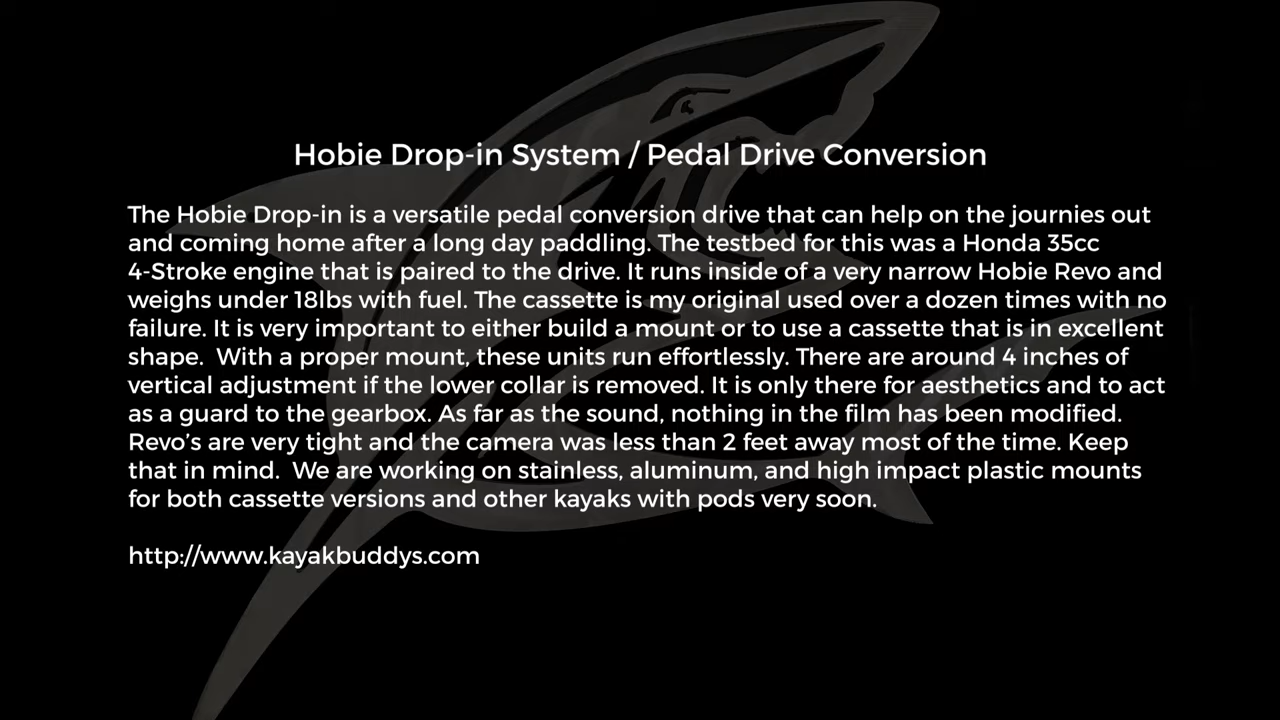 Hobie Drop-in System / Pedal Drive Conversion
The Hobie Drop-in is a versatile pedal conversion drive that can help on the journies out
and coming home after a long day paddling. The testbed for this was a Honda 35cc
4-Stroke engine that is paired to the drive. It runs inside of a very narrow Hobie Revo and
weighs under 18lbs with fuel. The cassette is my original used over a dozen times with no
failure. It is very important to either build a mount or to use a cassette that is in excellent
shape.  With a proper mount, these units run effortlessly. There are around 4 inches of
vertical adjustment if the lower collar is removed. It is only there for aesthetics and to act
as a guard to the gearbox. As far as the sound, nothing in the film has been modified.
Revo’s are very tight and the camera was less than 2 feet away most of the time. Keep
that in mind.  We are working on stainless, aluminum, and high impact plastic mounts
for both cassette versions and other kayaks with pods very soon.
http://www.kayakbuddys.com